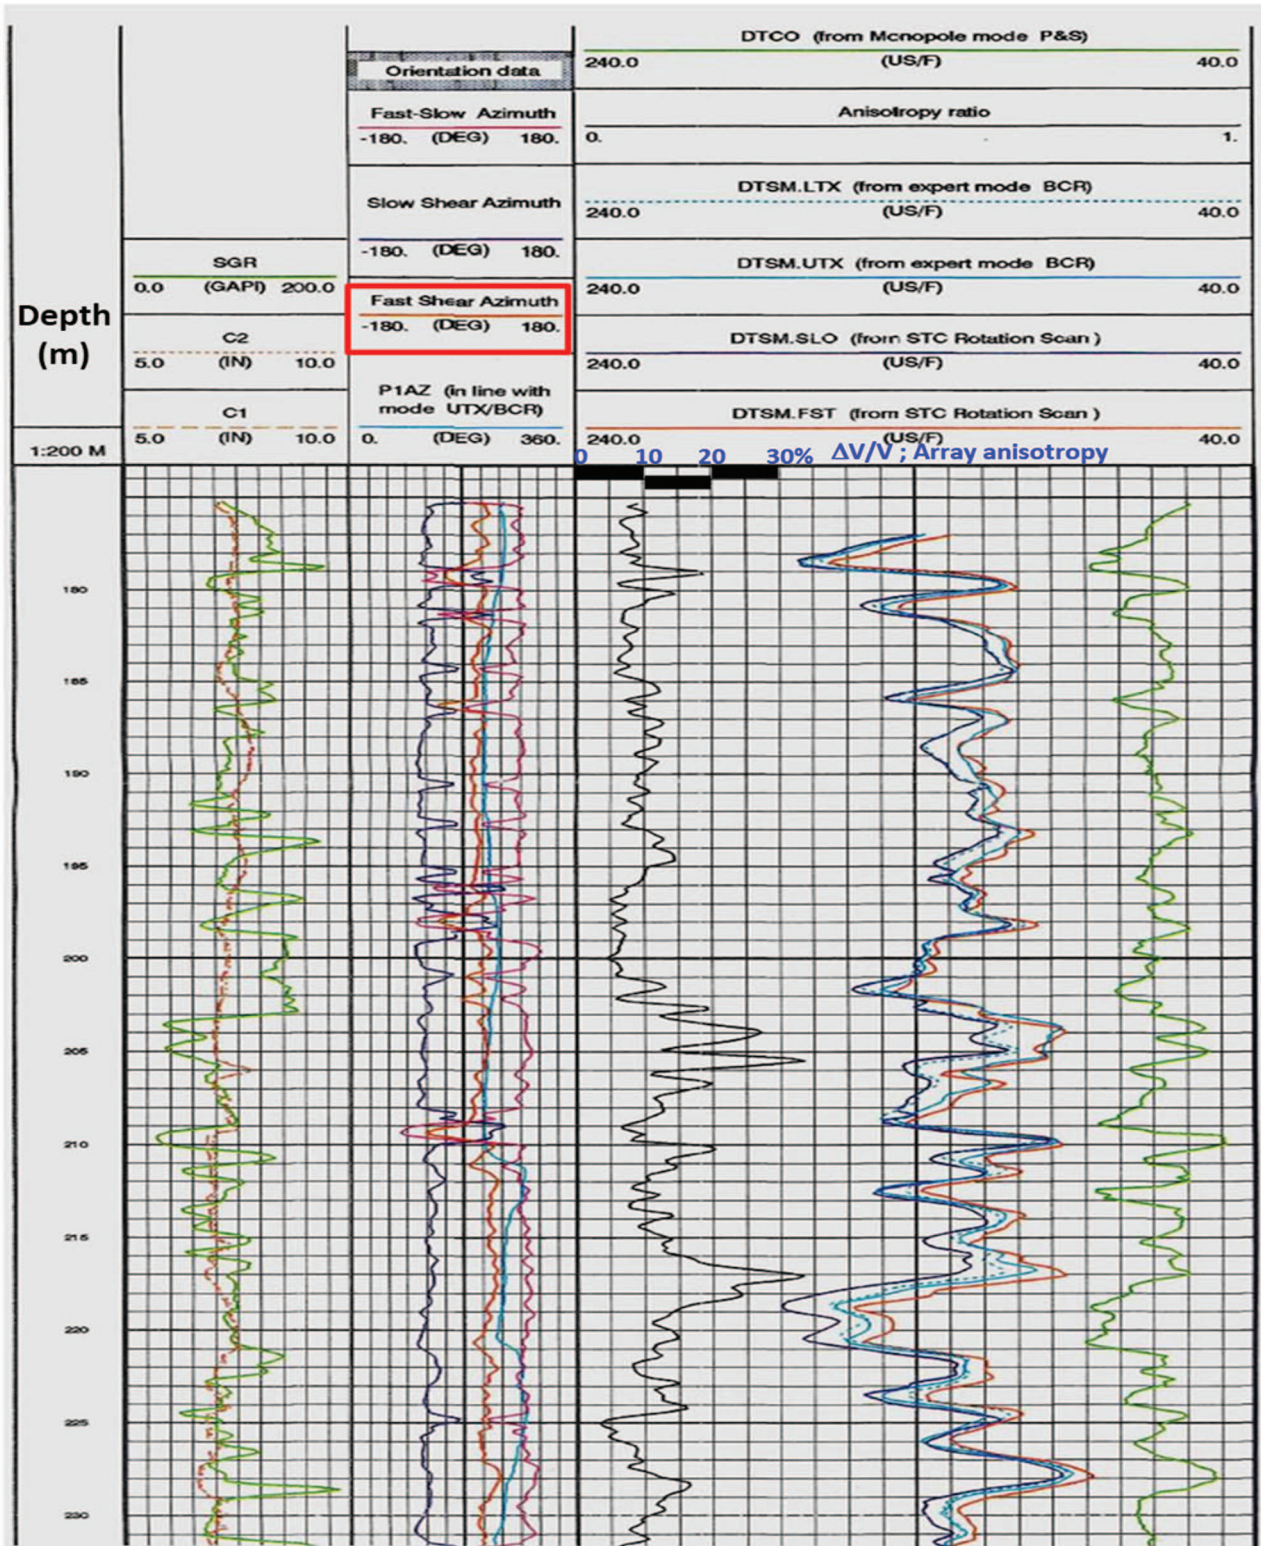 Depth
(m)
1:200 M
SGR
0.0 (GAPI) 200.0
C2
5.0 (IN) 10.0
C1
5.0 (IN) 10.0
Orientation data
Fast-Slow Azimuth
-180. (DEG) 180.
Slow Shear Azimuth
-180. (DEG) 180.
Fast Shear Azimuth
-180. (DEG) 180.
P1AZ (in line with
mode UTX/BCR)
0. (DEG) 360.
DTCO (from Monopole mode P&S)
240.0 (US/F) 40.0
Anisotropy ratio
0. 1.
DTSM.LTX (from expert mode BCR)
240.0 (US/F) 40.0
DTSM.UTX (from expert mode BCR)
240.0 (US/F) 40.0
DTSM.SLO (from STC Rotation Scan)
240.0 (US/F) 40.0
DTSM.FST (from STC Rotation Scan)
240.0 (US/F) 40.0
0 10 20 30% ΔV/V ; Array anisotropy
180
185
190
195
200
205
210
215
220
225
230